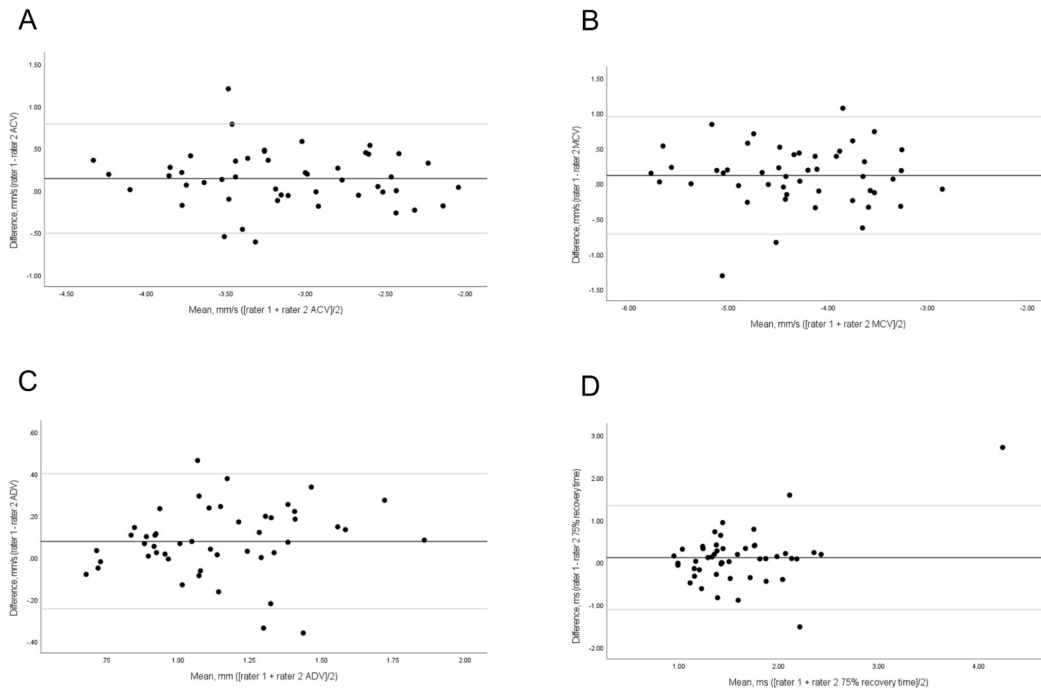 A
1.50
1.00
.50
.00
-.50
-1.00
Difference, mm/s (rater 1 - rater 2 ACV)
-4.50 -4.00 -3.50 -3.00 -2.50 -2.00
Mean, mm/s ([rater 1 + rater 2 ACV]/2)
B
1.50
1.00
.50
.00
-.50
-1.00
-1.50
Difference, mm/s (rater 1 - rater 2 MCV)
-6.00 -5.00 -4.00 -3.00 -2.00
Mean, mm/s ([rater 1 + rater 2 MCV]/2)
C
.60
.40
.20
.00
-.20
-.40
Difference, mm/s (rater 1 - rater 2 ADV)
.75 1.00 1.25 1.50 1.75 2.00
Mean, mm ([rater 1 + rater 2 ADV]/2)
D
3.00
2.00
1.00
.00
-1.00
-2.00
Difference, ms (rater 1 - rater 2 75% recovery time)
1.00 2.00 3.00 4.00
Mean, ms ([rater 1 + rater 2 75% recovery time]/2)